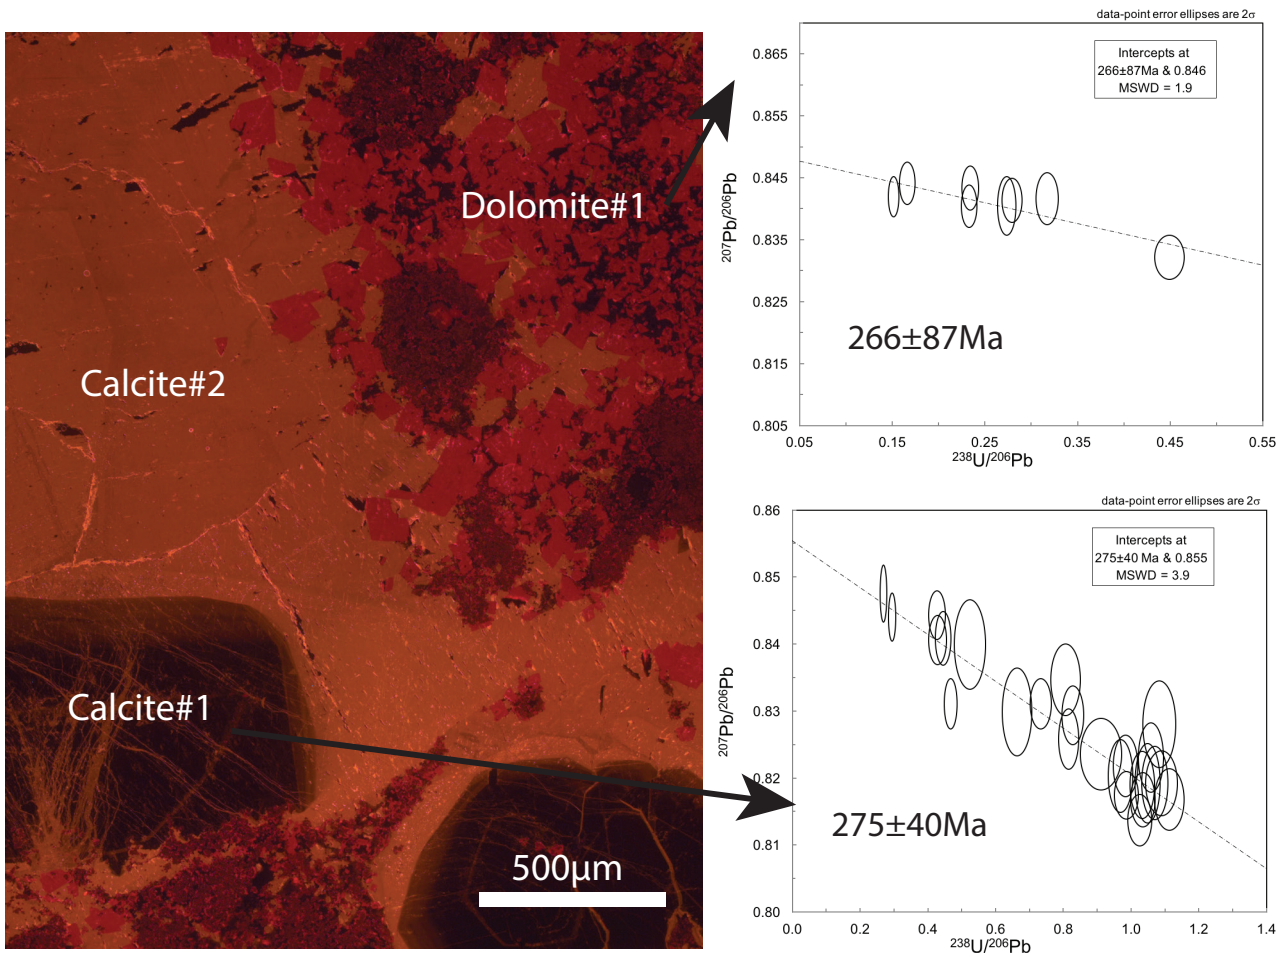 Dolomite#1
Calcite#2
Calcite#1
500µm
data-point error ellipses are 2σ
Intercepts at
266±87Ma & 0.846
MSWD = 1.9
0.865
0.855
0.845
0.835
0.825
0.815
0.805
207Pb/206Pb
266±87Ma
0.05 0.15 0.25 0.35 0.45 0.55
238U/206Pb
data-point error ellipses are 2σ
Intercepts at
275±40 Ma & 0.855
MSWD = 3.9
0.86
0.85
0.84
0.83
0.82
0.81
0.80
207Pb/206Pb
275±40Ma
0.0 0.2 0.4 0.6 0.8 1.0 1.2 1.4
238U/206Pb